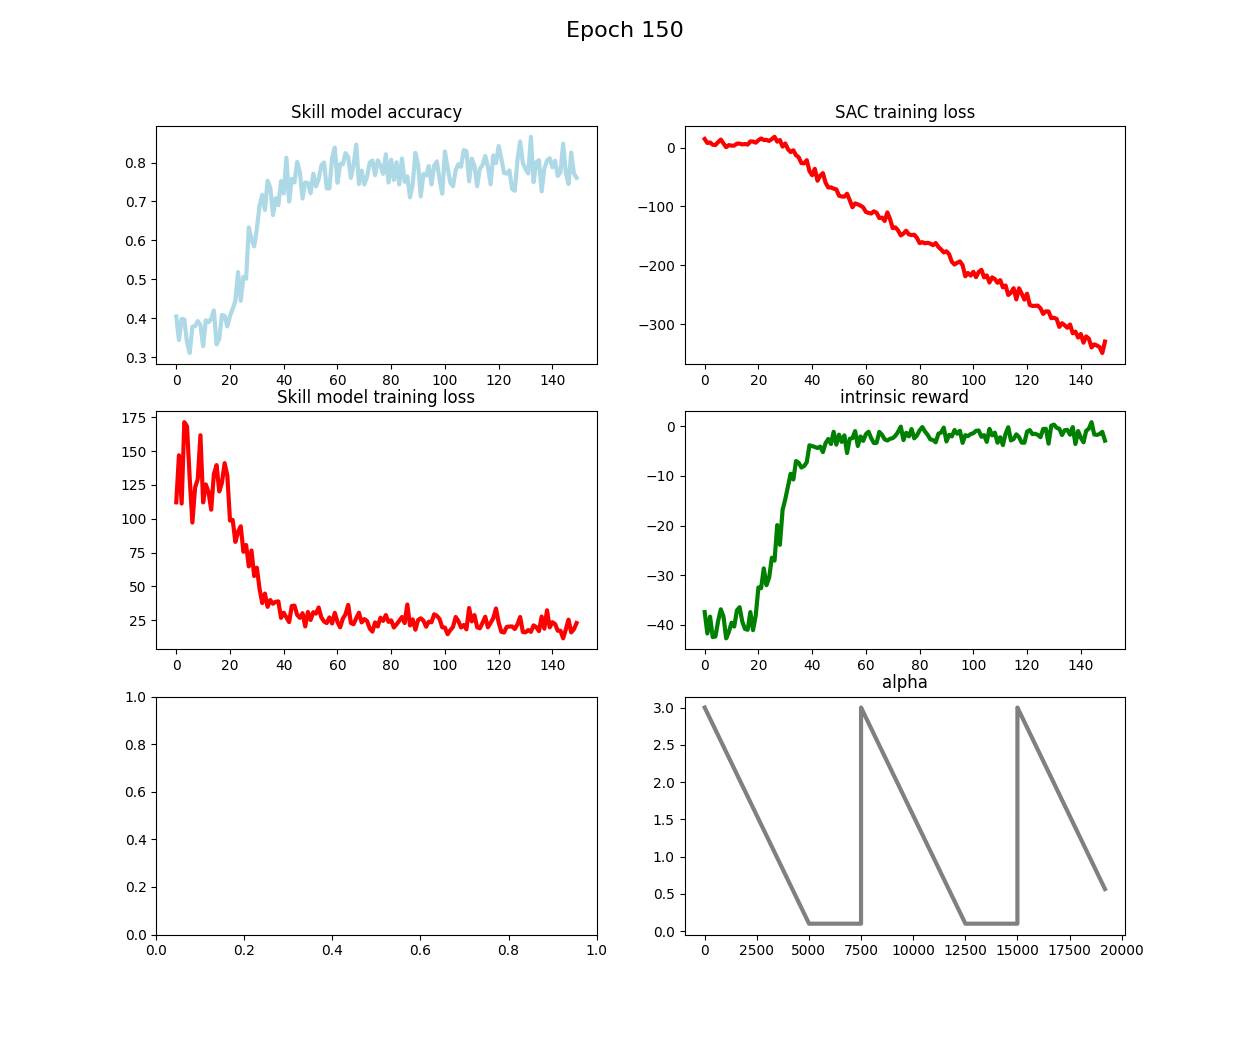 Epoch 150
Skill model accuracy
0.8
0.7
0.6
0.5
0.4
0.3
0 20 40 60 80 100 120 140
SAC training loss
0
−100
−200
−300
0 20 40 60 80 100 120 140
Skill model training loss
175
150
125
100
75
50
25
0 20 40 60 80 100 120 140
intrinsic reward
0
−10
−20
−30
−40
0 20 40 60 80 100 120 140
1.0
0.8
0.6
0.4
0.2
0.0
0.0 0.2 0.4 0.6 0.8 1.0
alpha
3.0
2.5
2.0
1.5
1.0
0.5
0.0
0 2500 5000 7500 10000 12500 15000 17500 20000